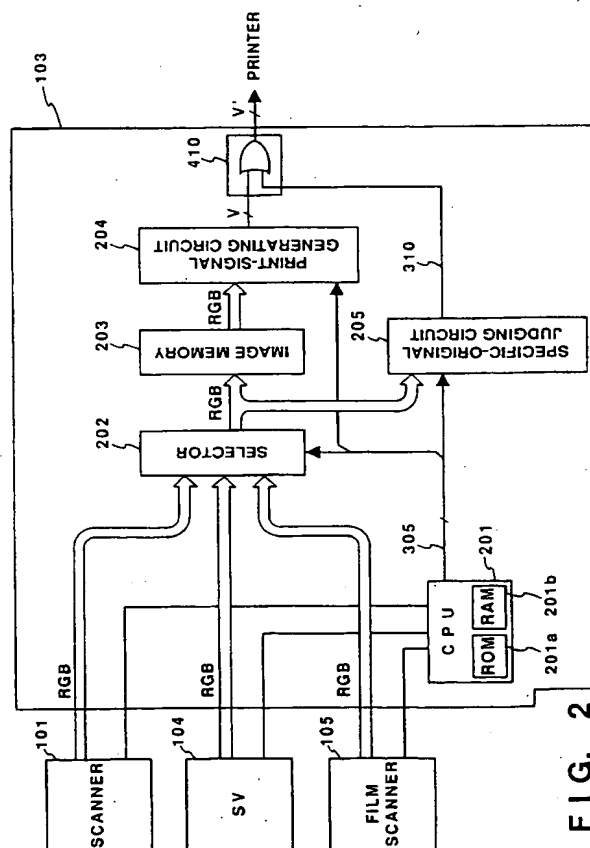 103
101
SCANNER
RGB
104
SV
RGB
105
FILM
SCANNER
RGB
202
SELECTOR
RGB
203
IMAGE MEMORY
RGB
204
PRINT-SIGNAL
GENERATING CIRCUIT
V
410
V'
PRINTER
205
SPECIFIC-ORIGINAL
JUDGING CIRCUIT
310
305
201
CPU
ROM
RAM
201a
201b
FIG. 2